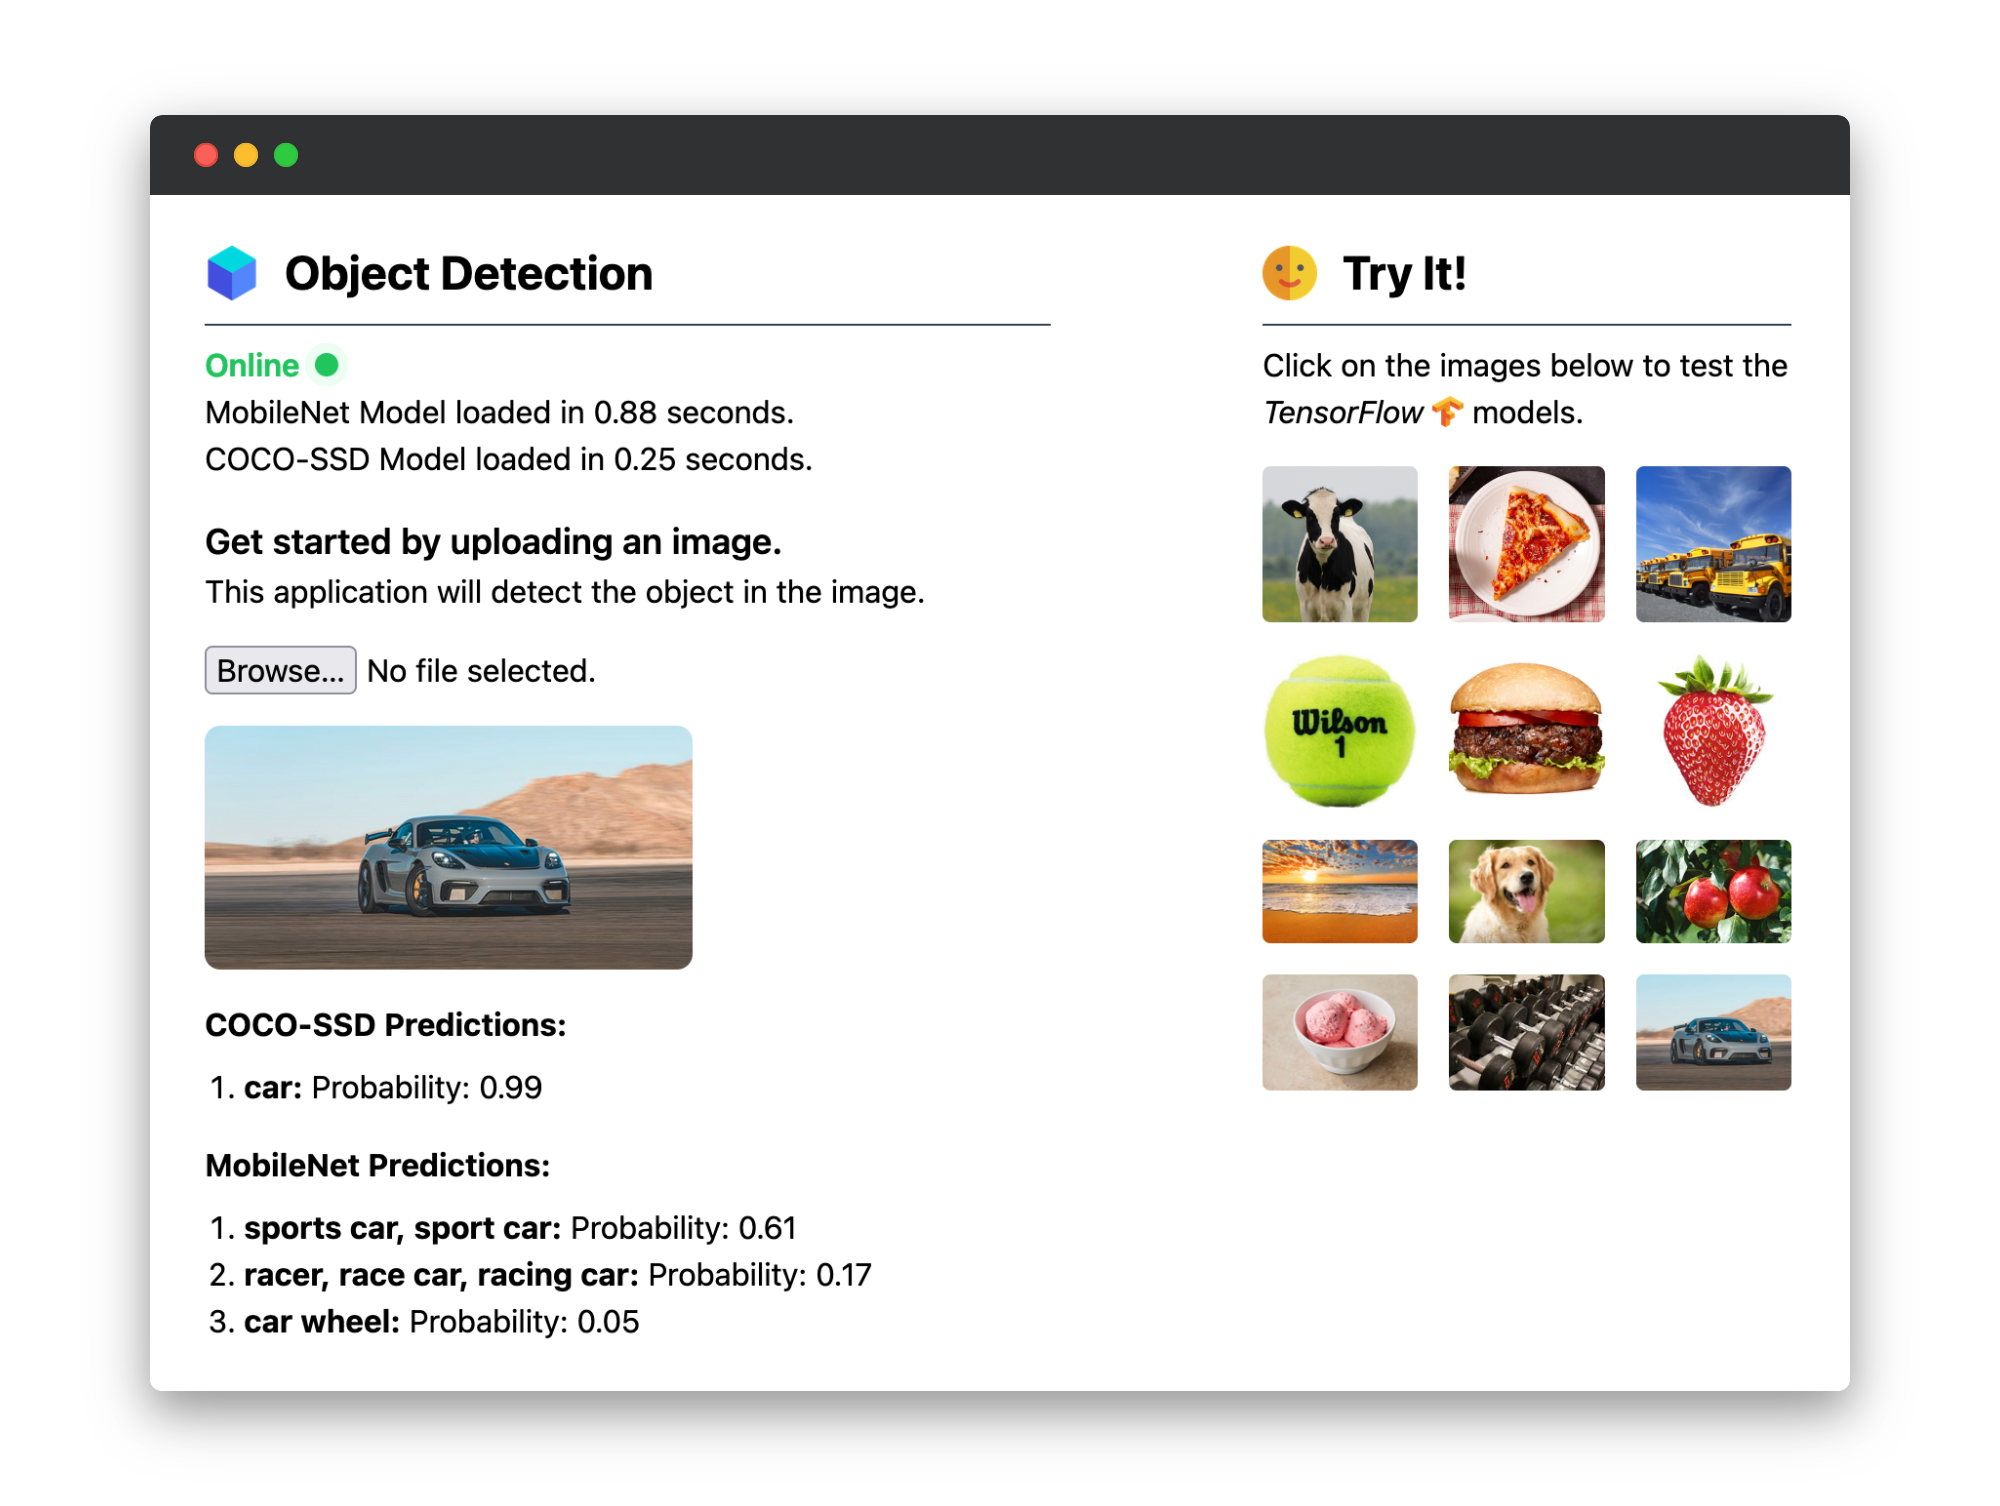 Object Detection
Online
MobileNet Model loaded in 0.88 seconds.
COCO-SSD Model loaded in 0.25 seconds.
Get started by uploading an image.
This application will detect the object in the image.
Browse... No file selected.
COCO-SSD Predictions:
1. car: Probability: 0.99
MobileNet Predictions:
1. sports car, sport car: Probability: 0.61
2. racer, race car, racing car: Probability: 0.17
3. car wheel: Probability: 0.05
Try It!
Click on the images below to test the
TensorFlow models.
Wilson
1